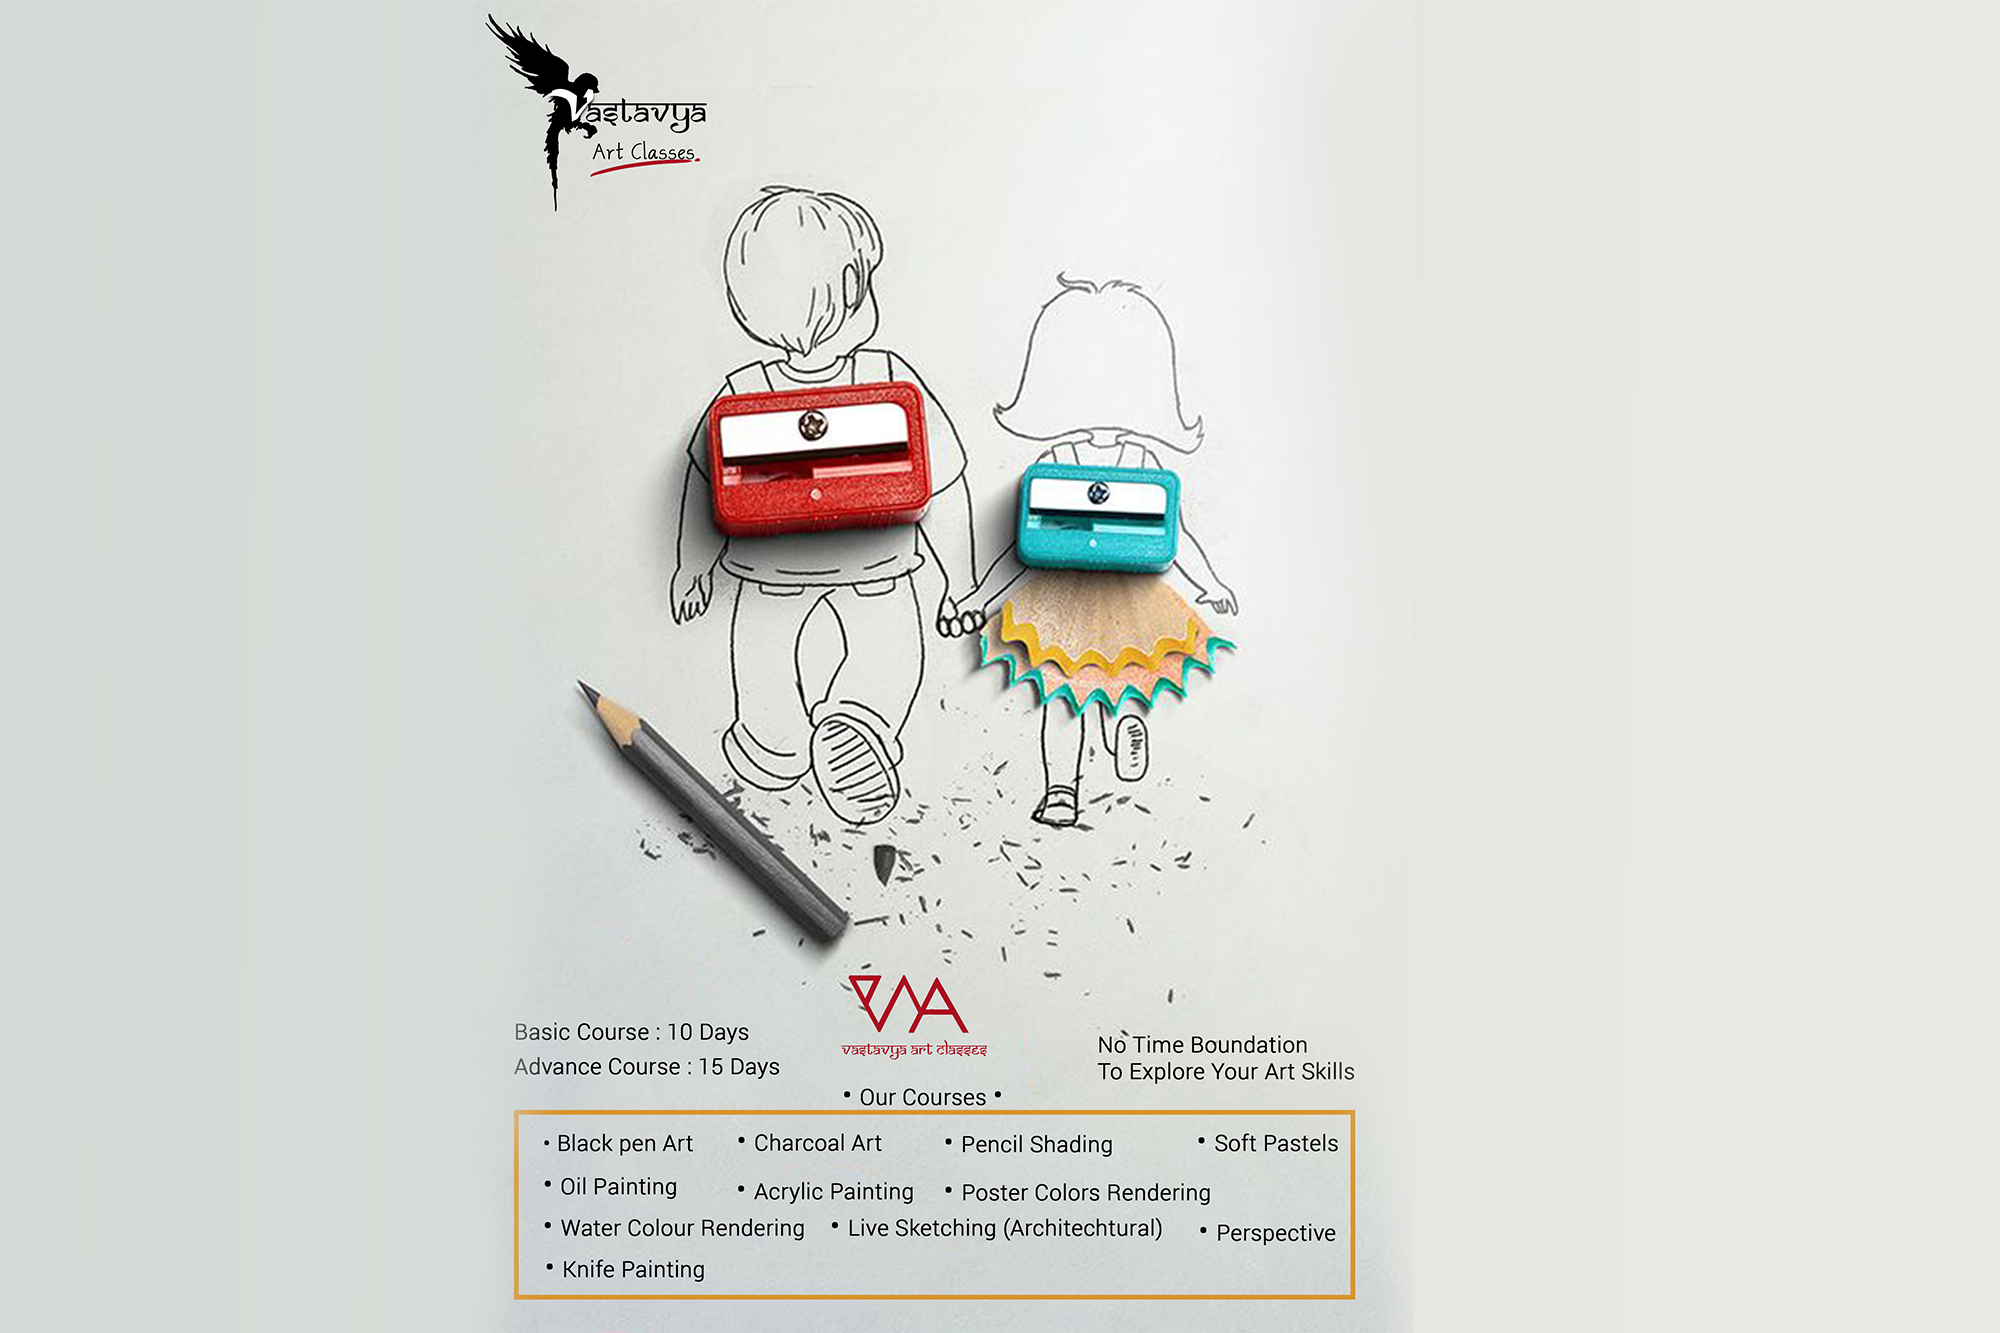 Vastavya
Art Classes
VAA
vastavya art classes
Basic Course : 10 Days
Advance Course : 15 Days
No Time Boundation
To Explore Your Art Skills
• Our Courses •
• Black pen Art • Charcoal Art • Pencil Shading • Soft Pastels
• Oil Painting • Acrylic Painting • Poster Colors Rendering
• Water Colour Rendering • Live Sketching (Architechtural) • Perspective
• Knife Painting